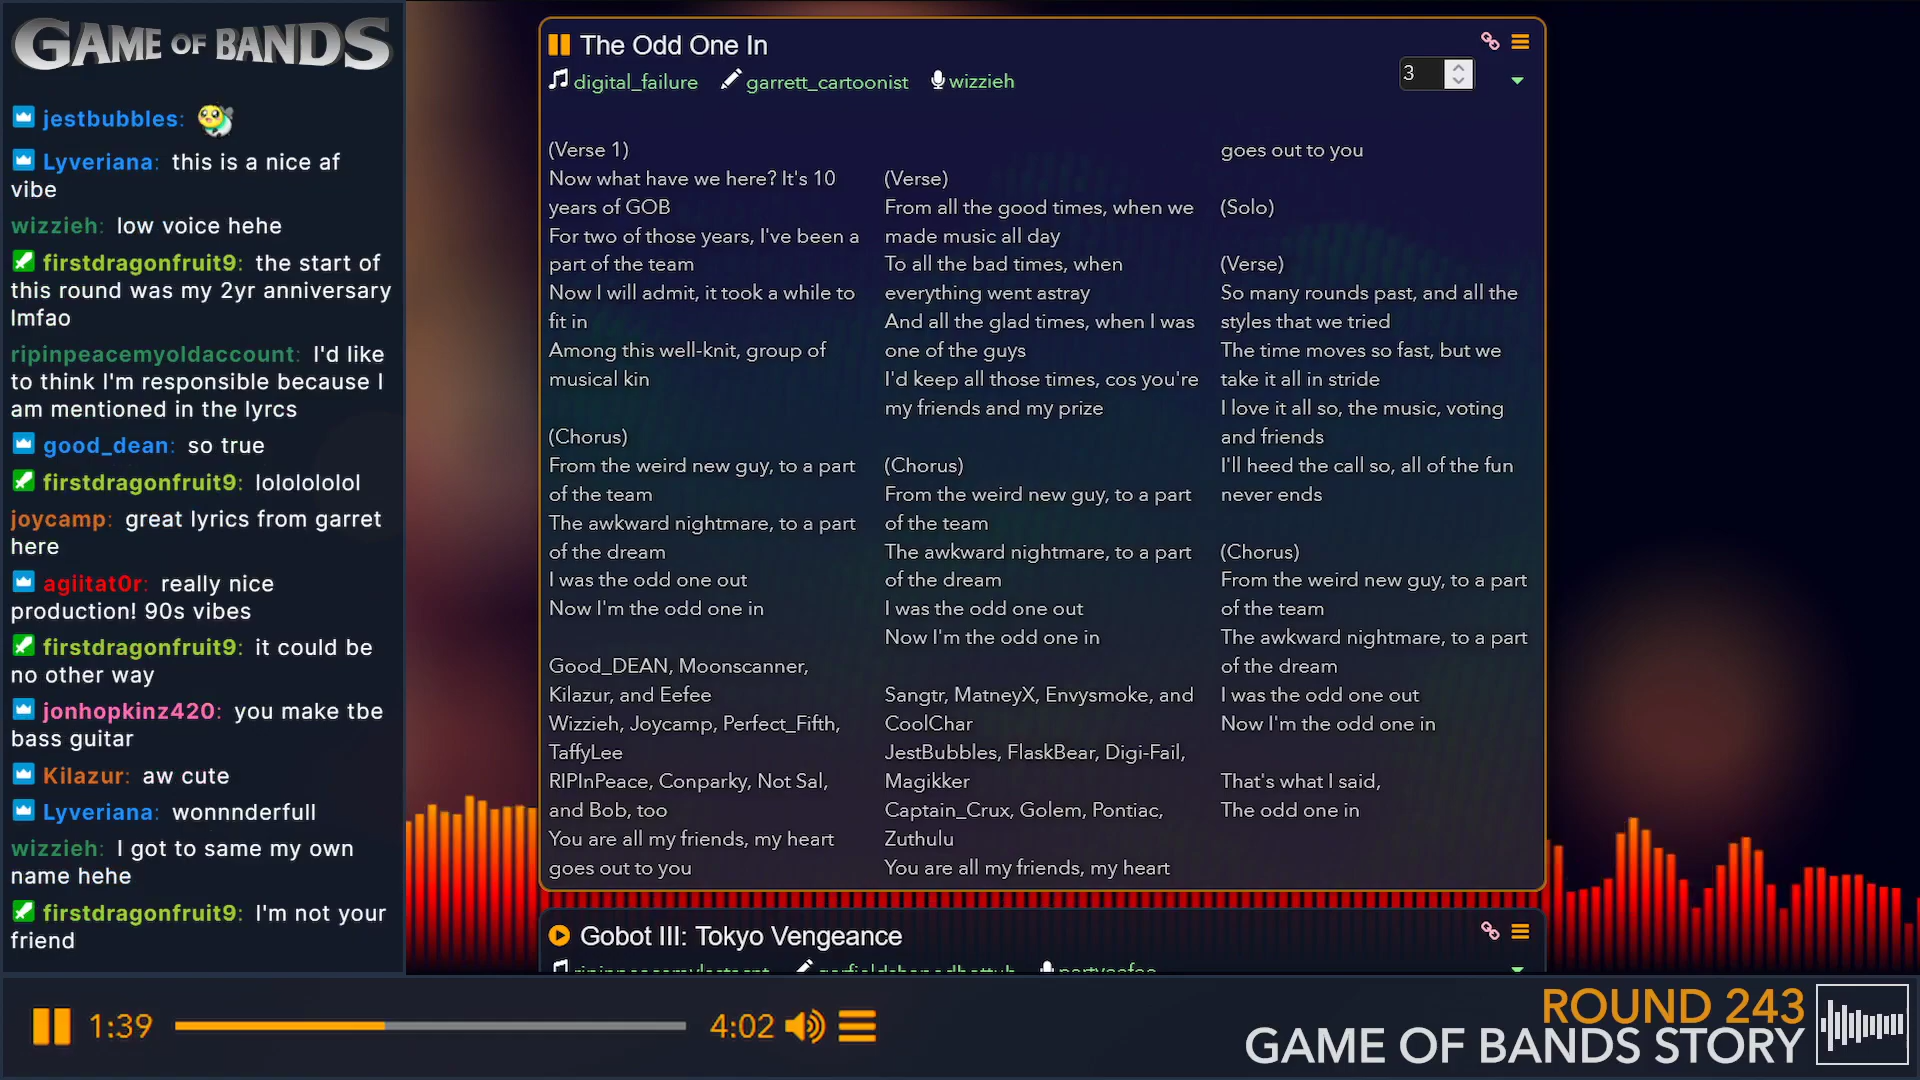 GAME OF BANDS
jestbubbles:
Lyveriana: this is a nice af
vibe
wizzieh: low voice hehe
firstdragonfruit9: the start of
this round was my 2yr anniversary
lmfao
ripinpeacemyoldaccount: I'd like
to think I'm responsible because I
am mentioned in the lyrcs
good_dean: so true
firstdragonfruit9: lolololololol
joycamp: great lyrics from garret
here
agiitat0r: really nice
production! 90s vibes
firstdragonfruit9: it could be
no other way
jonhopkinz420: you make tbe
bass guitar
Kilazur: aw cute
Lyveriana: wonnnderfull
wizzieh: I got to same my own
name hehe
firstdragonfruit9: I'm not your
friend
The Odd One In
digital_failure garrett_cartoonist wizzieh
3
(Verse 1)
Now what have we here? It's 10
years of GOB
For two of those years, I've been a
part of the team
Now I will admit, it took a while to
fit in
Among this well-knit, group of
musical kin
(Chorus)
From the weird new guy, to a part
of the team
The awkward nightmare, to a part
of the dream
I was the odd one out
Now I'm the odd one in
Good_DEAN, Moonscanner,
Kilazur, and Eefee
Wizzieh, Joycamp, Perfect_Fifth,
TaffyLee
RIPInPeace, Conparky, Not Sal,
and Bob, too
You are all my friends, my heart
goes out to you
(Verse)
From all the good times, when we
made music all day
To all the bad times, when
everything went astray
And all the glad times, when I was
one of the guys
I'd keep all those times, cos you're
my friends and my prize
(Chorus)
From the weird new guy, to a part
of the team
The awkward nightmare, to a part
of the dream
I was the odd one out
Now I'm the odd one in
Sangtr, MatneyX, Envysmoke, and
CoolChar
JestBubbles, FlaskBear, Digi-Fail,
Magikker
Captain_Crux, Golem, Pontiac,
Zuthulu
You are all my friends, my heart
goes out to you
(Solo)
(Verse)
So many rounds past, and all the
styles that we tried
The time moves so fast, but we
take it all in stride
I love it all so, the music, voting
and friends
I'll heed the call so, all of the fun
never ends
(Chorus)
From the weird new guy, to a part
of the team
The awkward nightmare, to a part
of the dream
I was the odd one out
Now I'm the odd one in
That's what I said,
The odd one in
Gobot III: Tokyo Vengeance
1:39
4:02
ROUND 243
GAME OF BANDS STORY